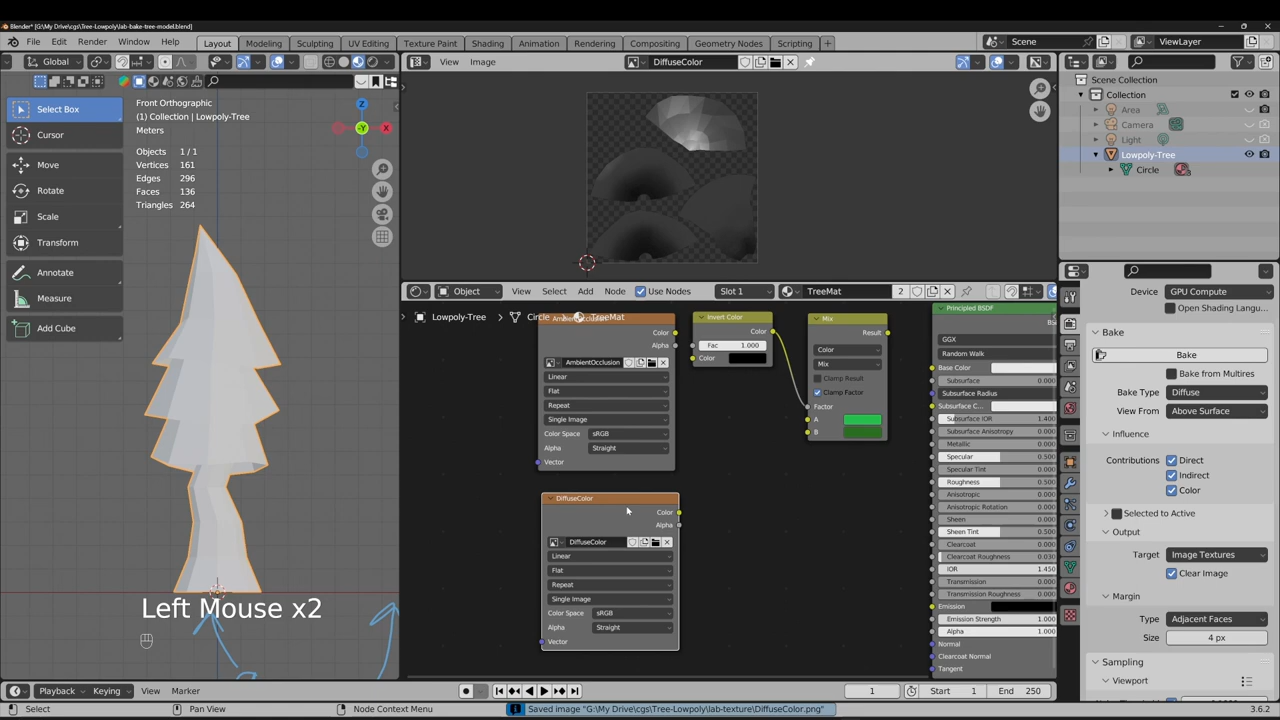 Blender* [G:\My Drive\cgs\Tree-Lowpoly\lab-bake-tree-model.blend]
File Edit Render Window Help Layout Modeling Sculpting UV Editing Texture Paint Shading Animation Rendering Compositing Geometry Nodes Scripting + Scene ViewLayer
Global
View Image DiffuseColor
Select Box
Cursor
Move
Rotate
Scale
Transform
Annotate
Measure
Add Cube
Front Orthographic
(1) Collection | Lowpoly-Tree
Meters
Objects 1 / 1
Vertices 161
Edges 296
Faces 136
Triangles 264
Z
-Y
X
Left Mouse x2
Object View Select Add Node Use Nodes Slot 1 TreeMat 2
Lowpoly-Tree > Circle > TreeMat
Color
Alpha
AmbientOcclusion
Linear
Flat
Repeat
Single Image
Color Space sRGB
Alpha Straight
Vector
Invert Color
Color
Fac 1.000
Color
Mix
Result
Color
Mix
Clamp Result
Clamp Factor
Factor
A
B
DiffuseColor
Color
Alpha
DiffuseColor
Linear
Flat
Repeat
Single Image
Color Space sRGB
Alpha Straight
Vector
Principled BSDF
GGX
Random Walk
Base Color
Subsurface 0.000
Subsurface Radius
Subsurface C...
Subsurface IOR 1.400
Subsurface Anisotropy 0.000
Metallic 0.000
Specular 0.500
Specular Tint 0.000
Roughness 0.500
Anisotropic 0.000
Anisotropic Rotation 0.000
Sheen 0.000
Sheen Tint 0.500
Clearcoat 0.000
Clearcoat Roughness 0.030
IOR 1.450
Transmission 0.000
Transmission Roughness 0.000
Emission
Emission Strength 1.000
Alpha 1.000
Normal
Clearcoat Normal
Tangent
Scene Collection
Collection
Area
Camera
Light
Lowpoly-Tree
Circle
Device GPU Compute
Open Shading Langu...
Bake
Bake
Bake from Multires
Bake Type Diffuse
View From Above Surface
Influence
Contributions Direct
Indirect
Color
Selected to Active
Output
Target Image Textures
Clear Image
Margin
Type Adjacent Faces
Size 4 px
Sampling
Viewport
Playback Keying View Marker 1 Start 1 End 250
Select Pan View Node Context Menu Saved image "G:\My Drive\cgs\Tree-Lowpoly\lab-texture\DiffuseColor.png" 3.6.2